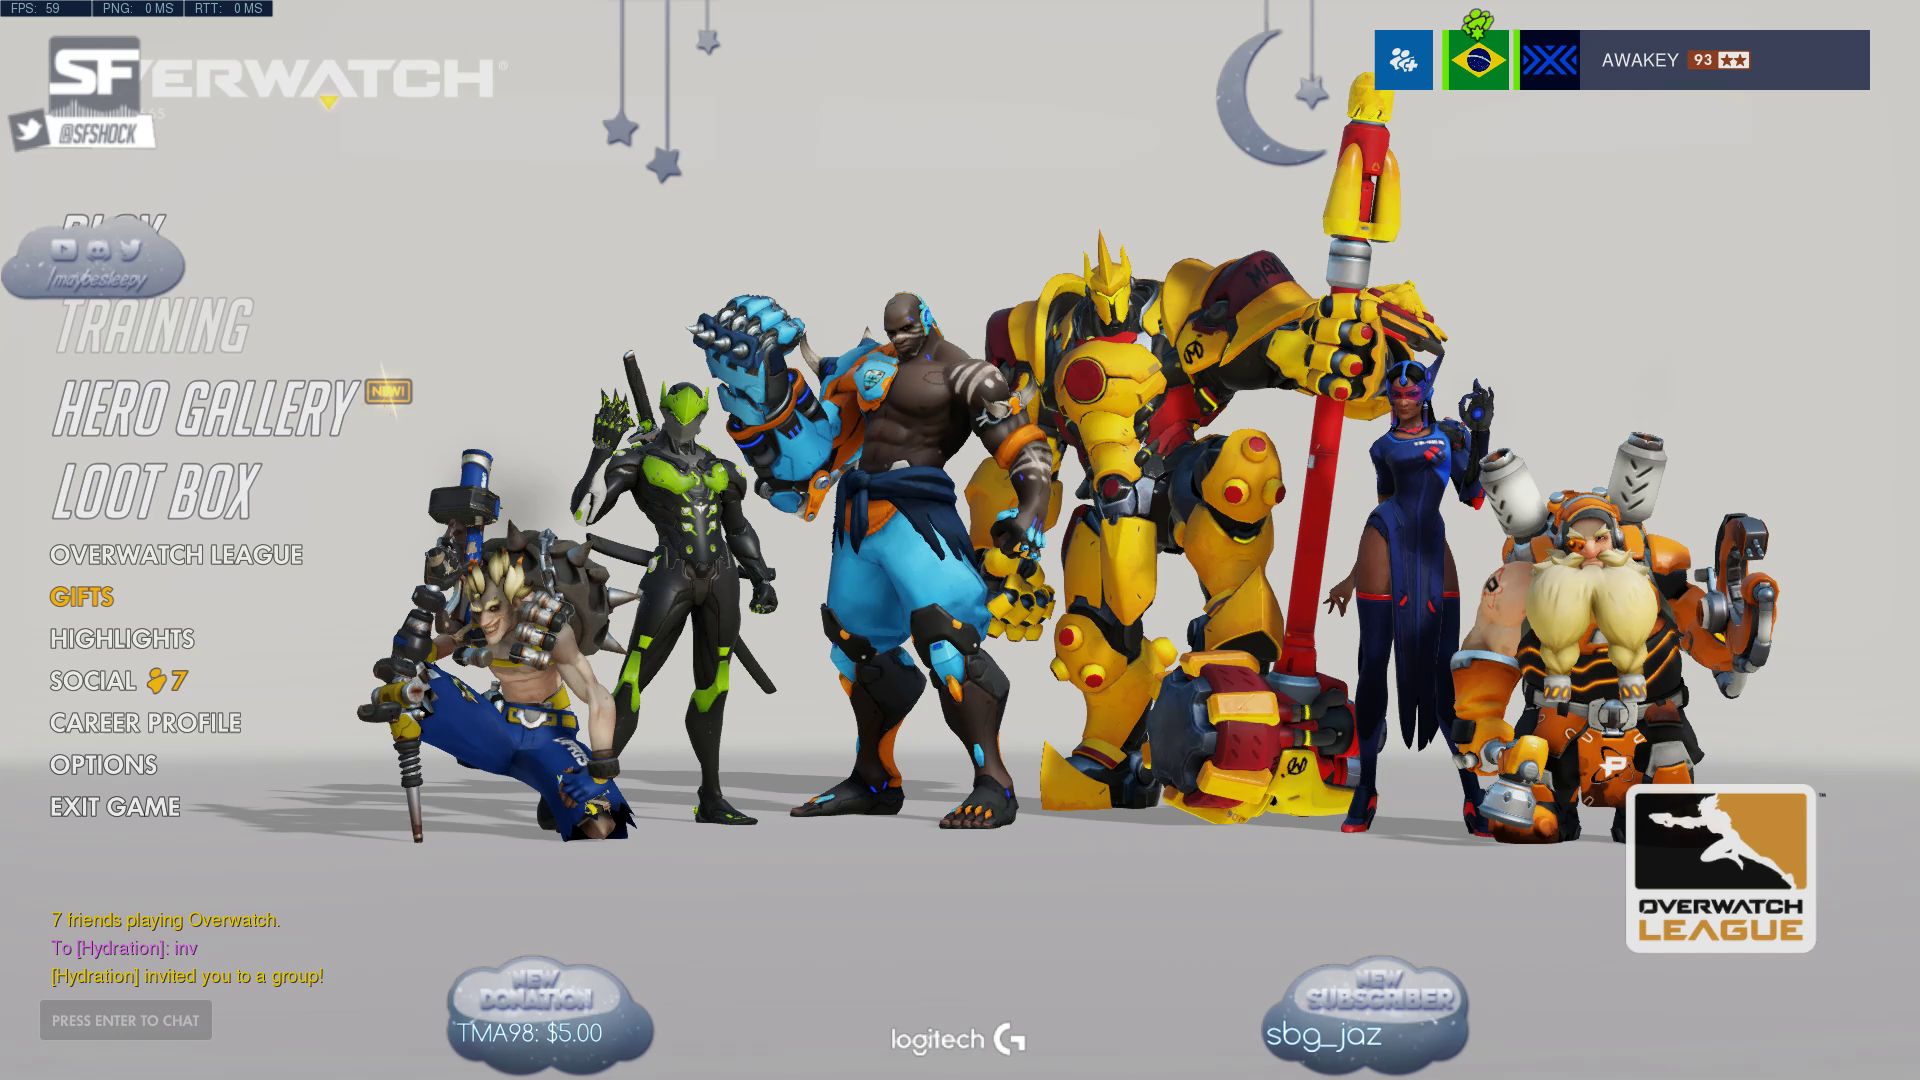 FPS: 59 PNG: 0 MS RTT: 0 MS
SF
ERWATCH
@SFSHOCK
AWAKEY 93
PLAY
/maybesleepy
TRAINING
HERO GALLERY NEW!
LOOT BOX
OVERWATCH LEAGUE
GIFTS
HIGHLIGHTS
SOCIAL 7
CAREER PROFILE
OPTIONS
EXIT GAME
7 friends playing Overwatch.
To [Hydration]: inv
[Hydration] invited you to a group!
PRESS ENTER TO CHAT
NEW
DONATION
TMA98: $5.00
logitech G
NEW
SUBSCRIBER
sbg_jaz
OVERWATCH
LEAGUE